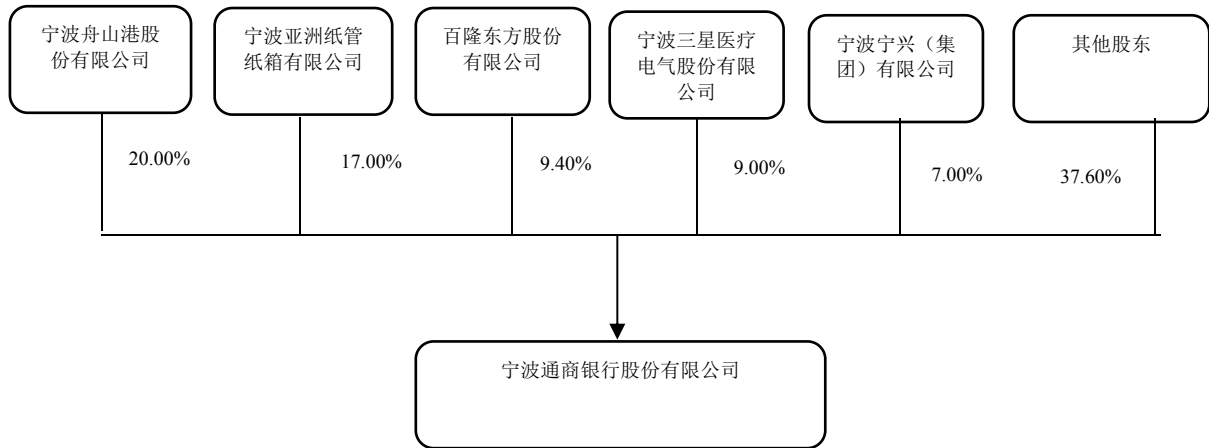 宁波舟山港股
份有限公司
宁波亚洲纸管
纸箱有限公司
百隆东方股份
有限公司
宁波三星医疗
电气股份有限
公司
宁波宁兴（集
团）有限公司
其他股东
20.00%
17.00%
9.40%
9.00%
7.00%
37.60%
宁波通商银行股份有限公司